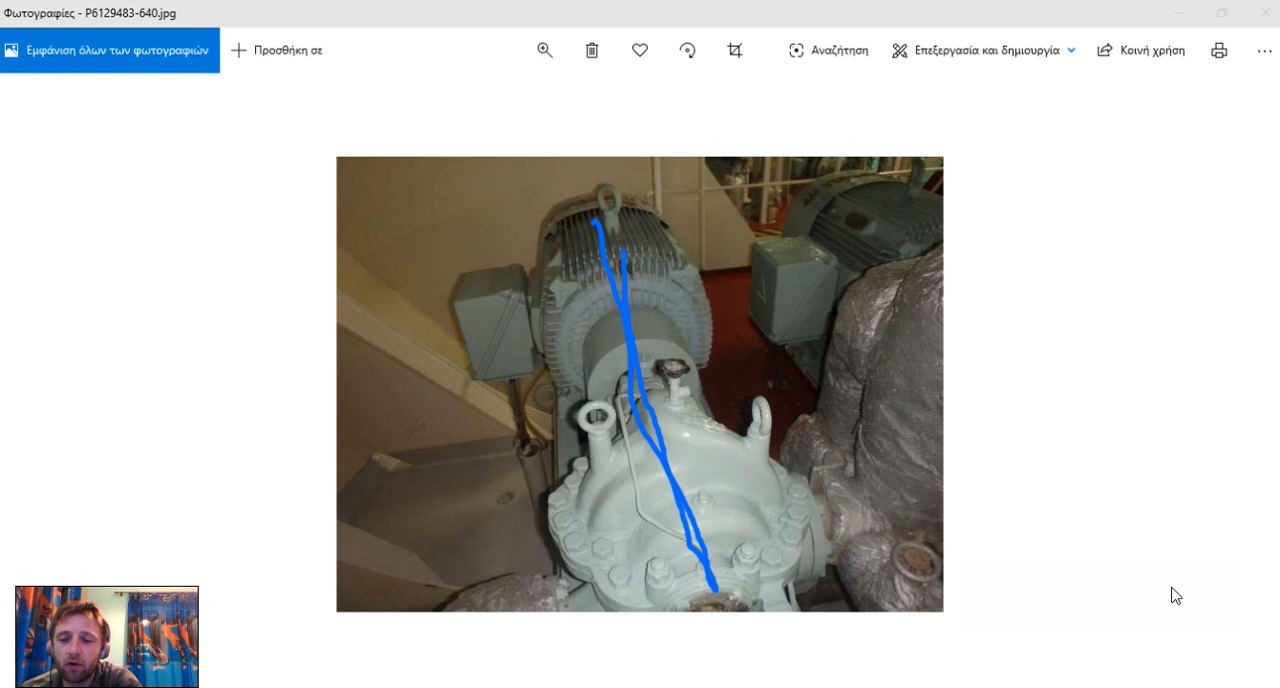 Φωτογραφίες - P6129483-640.jpg
Εμφάνιση όλων των φωτογραφιών
Προσθήκη σε
Αναζήτηση
Επεξεργασία και δημιουργία
Κοινή χρήση